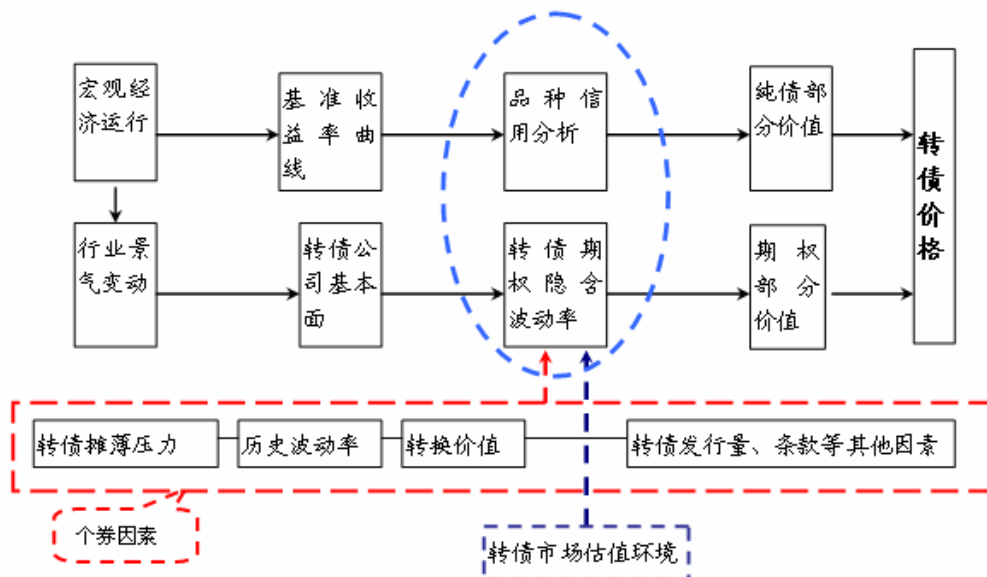 宏观经
济运行
基准收
益率曲
线
品种信
用分析
纯债部
分价值
转债价格
行业景
气变动
转债公
司基本
面
转债期
权隐含
波动率
期权
部分
价值
转债摊薄压力
历史波动率
转换价值
转债发行量、条款等其他因素
个券因素
转债市场估值环境